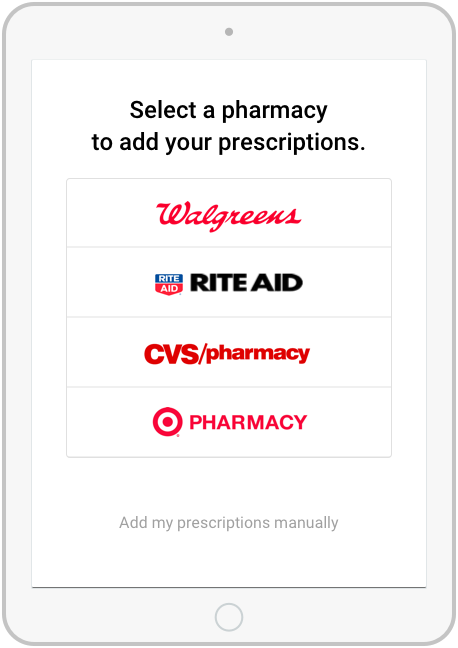 Select a pharmacy
to add your prescriptions.
Walgreens
RITE AID RITE AID
CVS/pharmacy
PHARMACY
Add my prescriptions manually